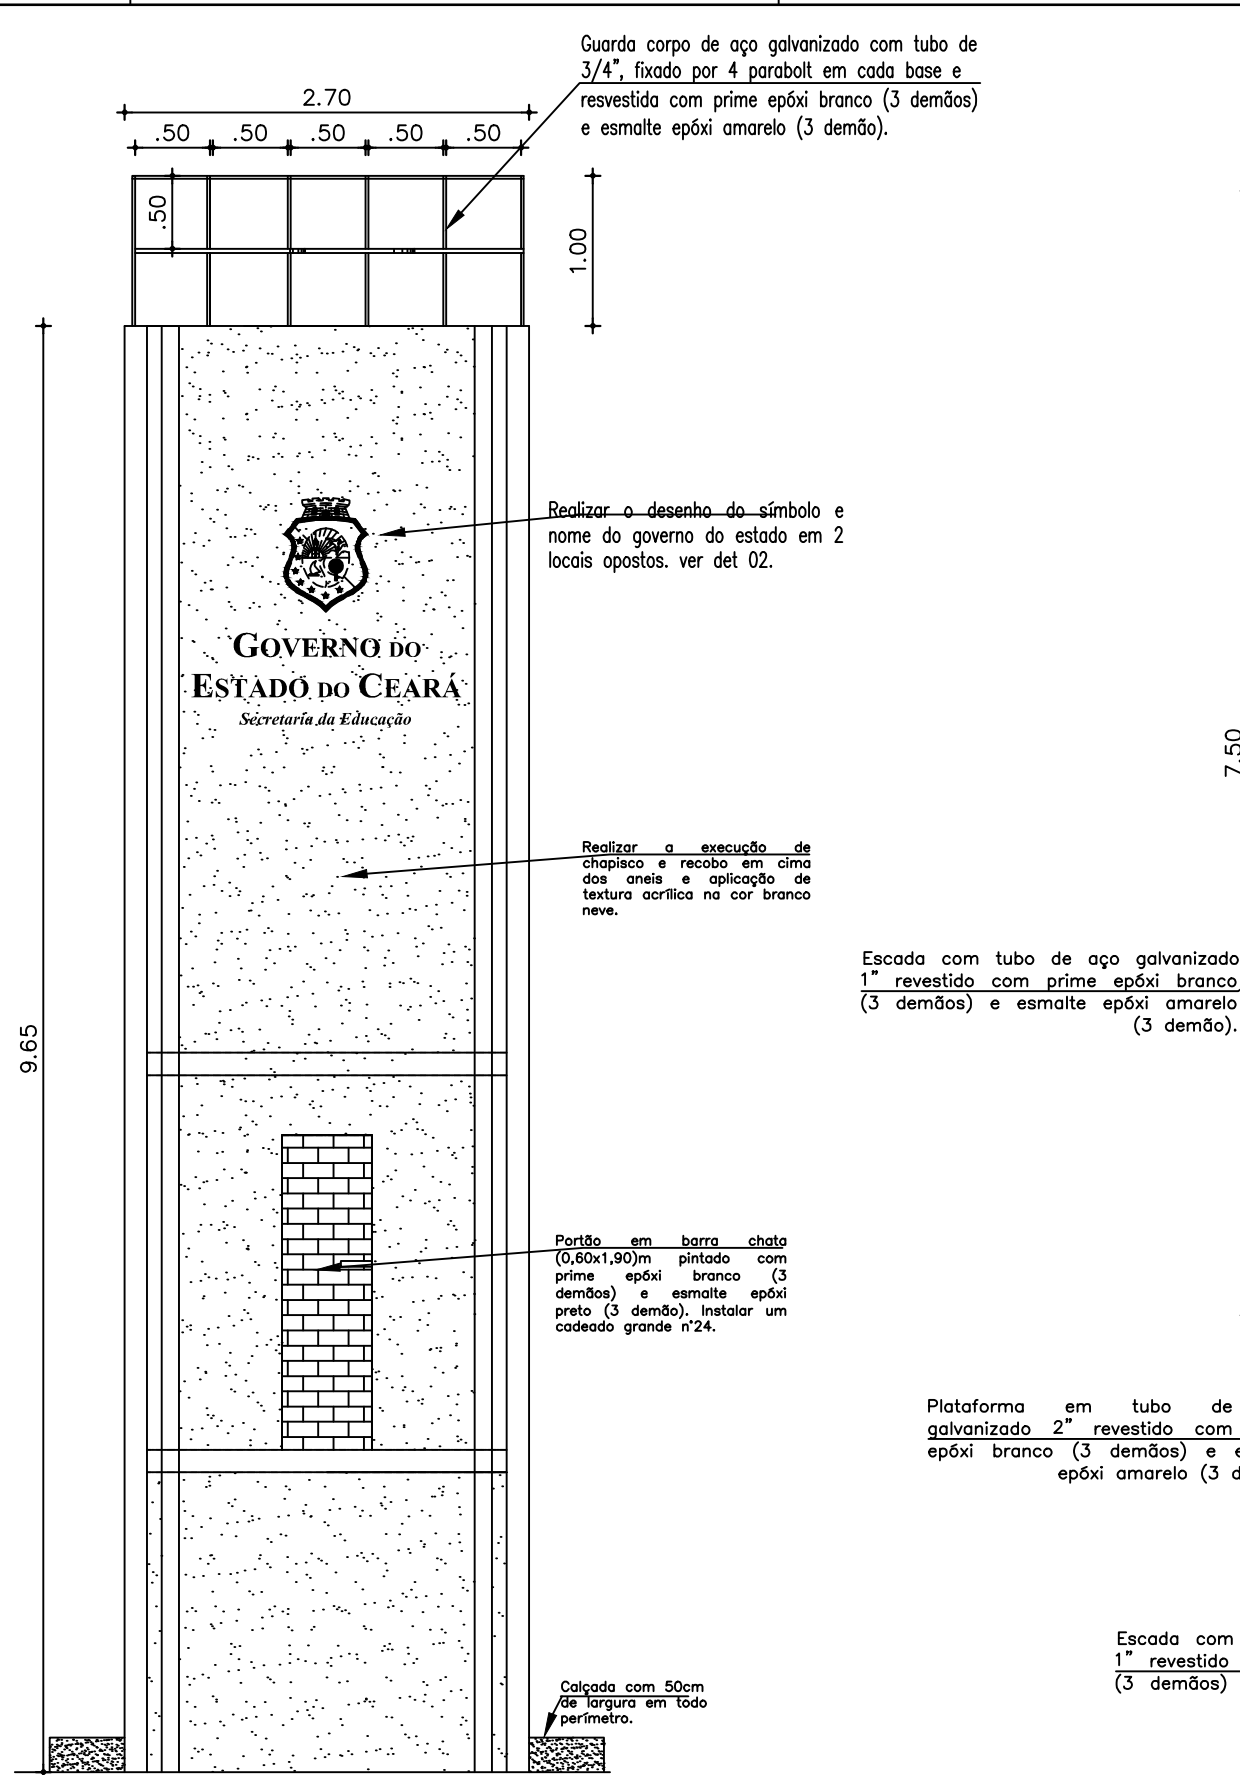 Guarda corpo de aço galvanizado com tubo de
3/4", fixado por 4 parabolt em cada base e
resvestida com prime epóxi branco (3 demãos)
e esmalte epóxi amarelo (3 demão).
2.70
.50 .50 .50 .50 .50
.50
1.00
Realizar o desenho do símbolo e
nome do governo do estado em 2
locais opostos. ver det 02.
GOVERNO DO
ESTADO DO CEARÁ
Secretaria da Educação
7.50
Realizar a execução de
chapisco e recobo em cima
dos aneis e aplicação de
textura acrílica na cor branco
neve.
Escada com tubo de aço galvanizado
1" revestido com prime epóxi branco
(3 demãos) e esmalte epóxi amarelo
(3 demão).
9.65
Portão em barra chata
(0,60x1,90)m pintado com
prime epóxi branco (3
demãos) e esmalte epóxi
preto (3 demão). Instalar um
cadeado grande n°24.
Plataforma em tubo de
galvanizado 2" revestido com
epóxi branco (3 demãos) e e
epóxi amarelo (3 d
Escada com
1" revestido
(3 demãos)
Calçada com 50cm
de largura em todo
perímetro.